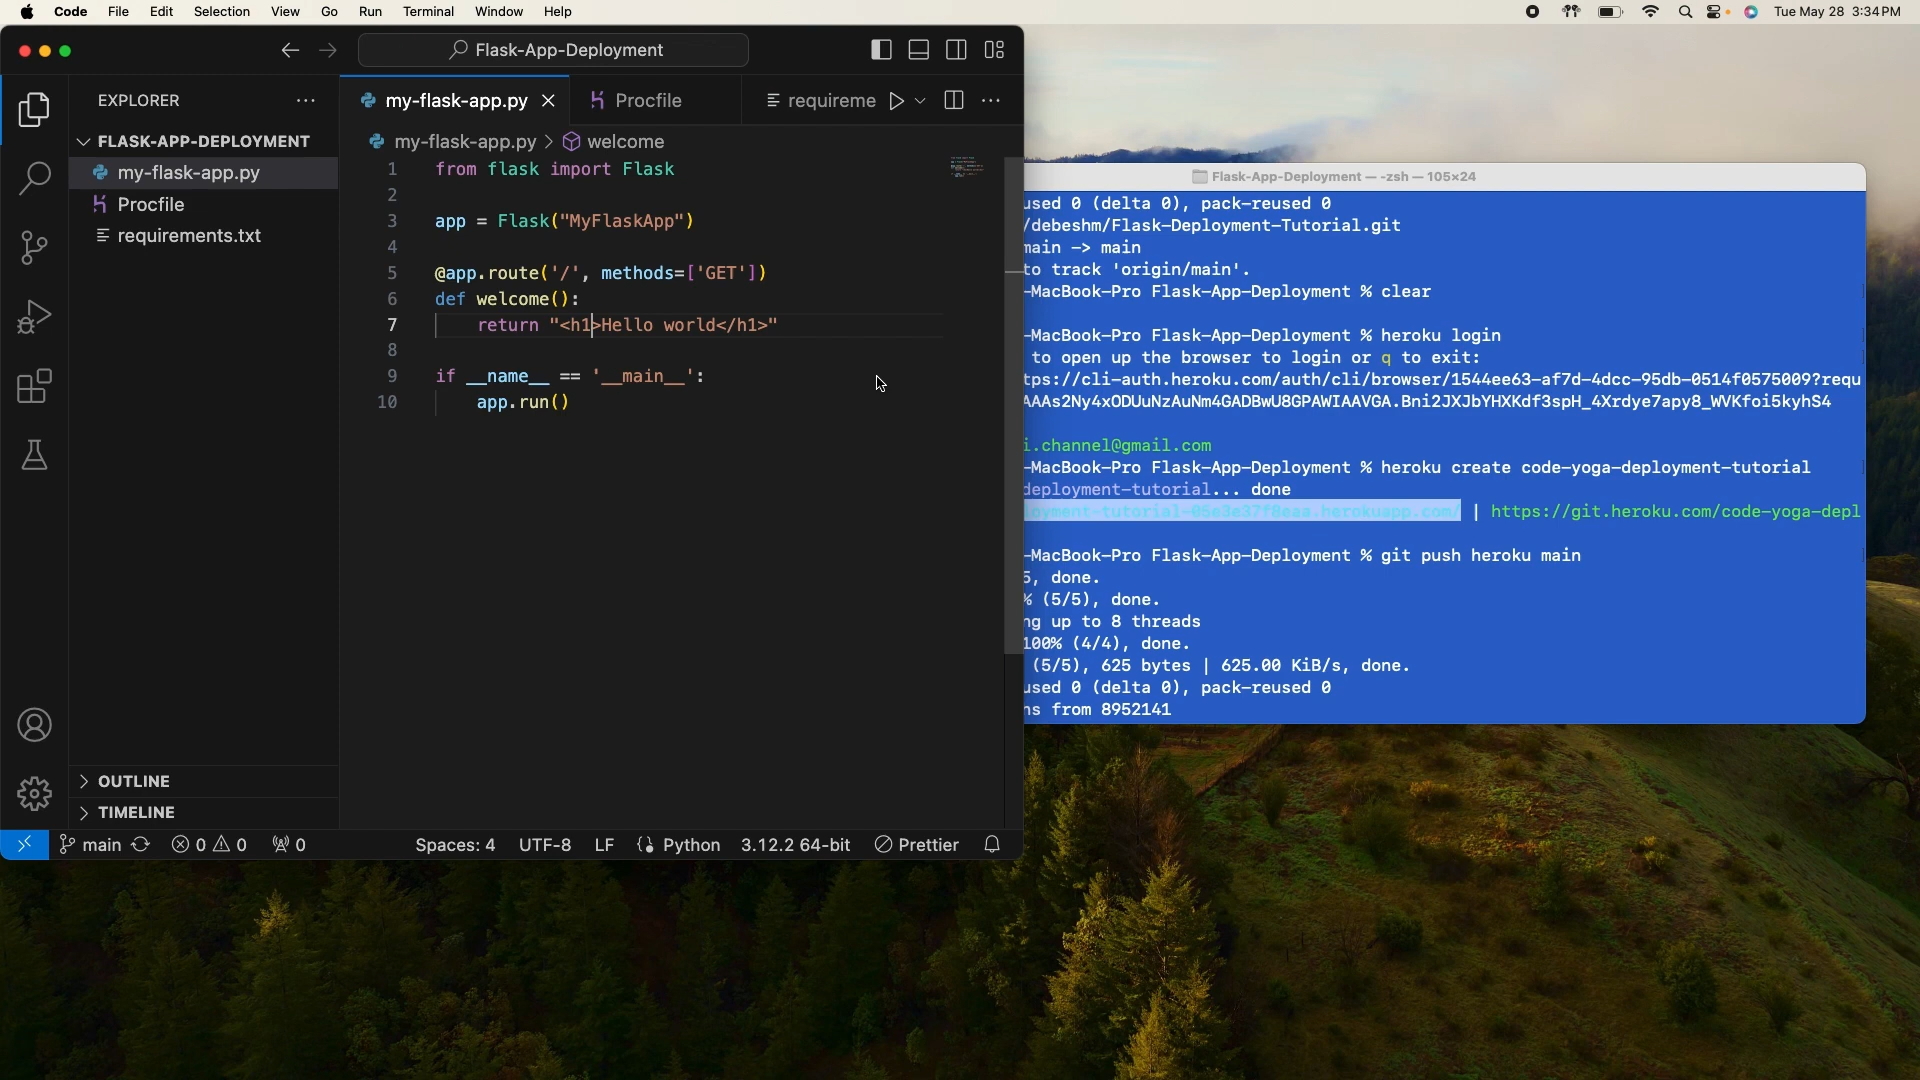 Code File Edit Selection View Go Run Terminal Window Help
Tue May 28 3:34 PM
Flask-App-Deployment
EXPLORER
FLASK-APP-DEPLOYMENT
my-flask-app.py
Procfile
requirements.txt
OUTLINE
TIMELINE
my-flask-app.py
Procfile
requireme
my-flask-app.py > welcome
1 from flask import Flask
2
3 app = Flask("MyFlaskApp")
4
5 @app.route('/', methods=['GET'])
6 def welcome():
7 return "<h1>Hello world</h1>"
8
9 if __name__ == '__main__':
10 app.run()
main 0 0 0 Spaces: 4 UTF-8 LF Python 3.12.2 64-bit Prettier
Flask-App-Deployment — -zsh — 105×24
used 0 (delta 0), pack-reused 0
/debeshm/Flask-Deployment-Tutorial.git
main -> main
to track 'origin/main'.
-MacBook-Pro Flask-App-Deployment % clear
-MacBook-Pro Flask-App-Deployment % heroku login
to open up the browser to login or q to exit:
tps://cli-auth.heroku.com/auth/cli/browser/1544ee63-af7d-4dcc-95db-0514f0575009?requ
AAAs2Ny4xODUuNzAuNm4GADBwU8GPAWIAAVGA.Bni2JXJbYHXKdf3spH_4Xrdye7apy8_WVKfoi5kyhS4
i.channel@gmail.com
-MacBook-Pro Flask-App-Deployment % heroku create code-yoga-deployment-tutorial
deployment-tutorial... done
loyment-tutorial-05e3e37f8eaa.herokuapp.com/ | https://git.heroku.com/code-yoga-depl
-MacBook-Pro Flask-App-Deployment % git push heroku main
5, done.
% (5/5), done.
ng up to 8 threads
100% (4/4), done.
(5/5), 625 bytes | 625.00 KiB/s, done.
used 0 (delta 0), pack-reused 0
ns from 8952141